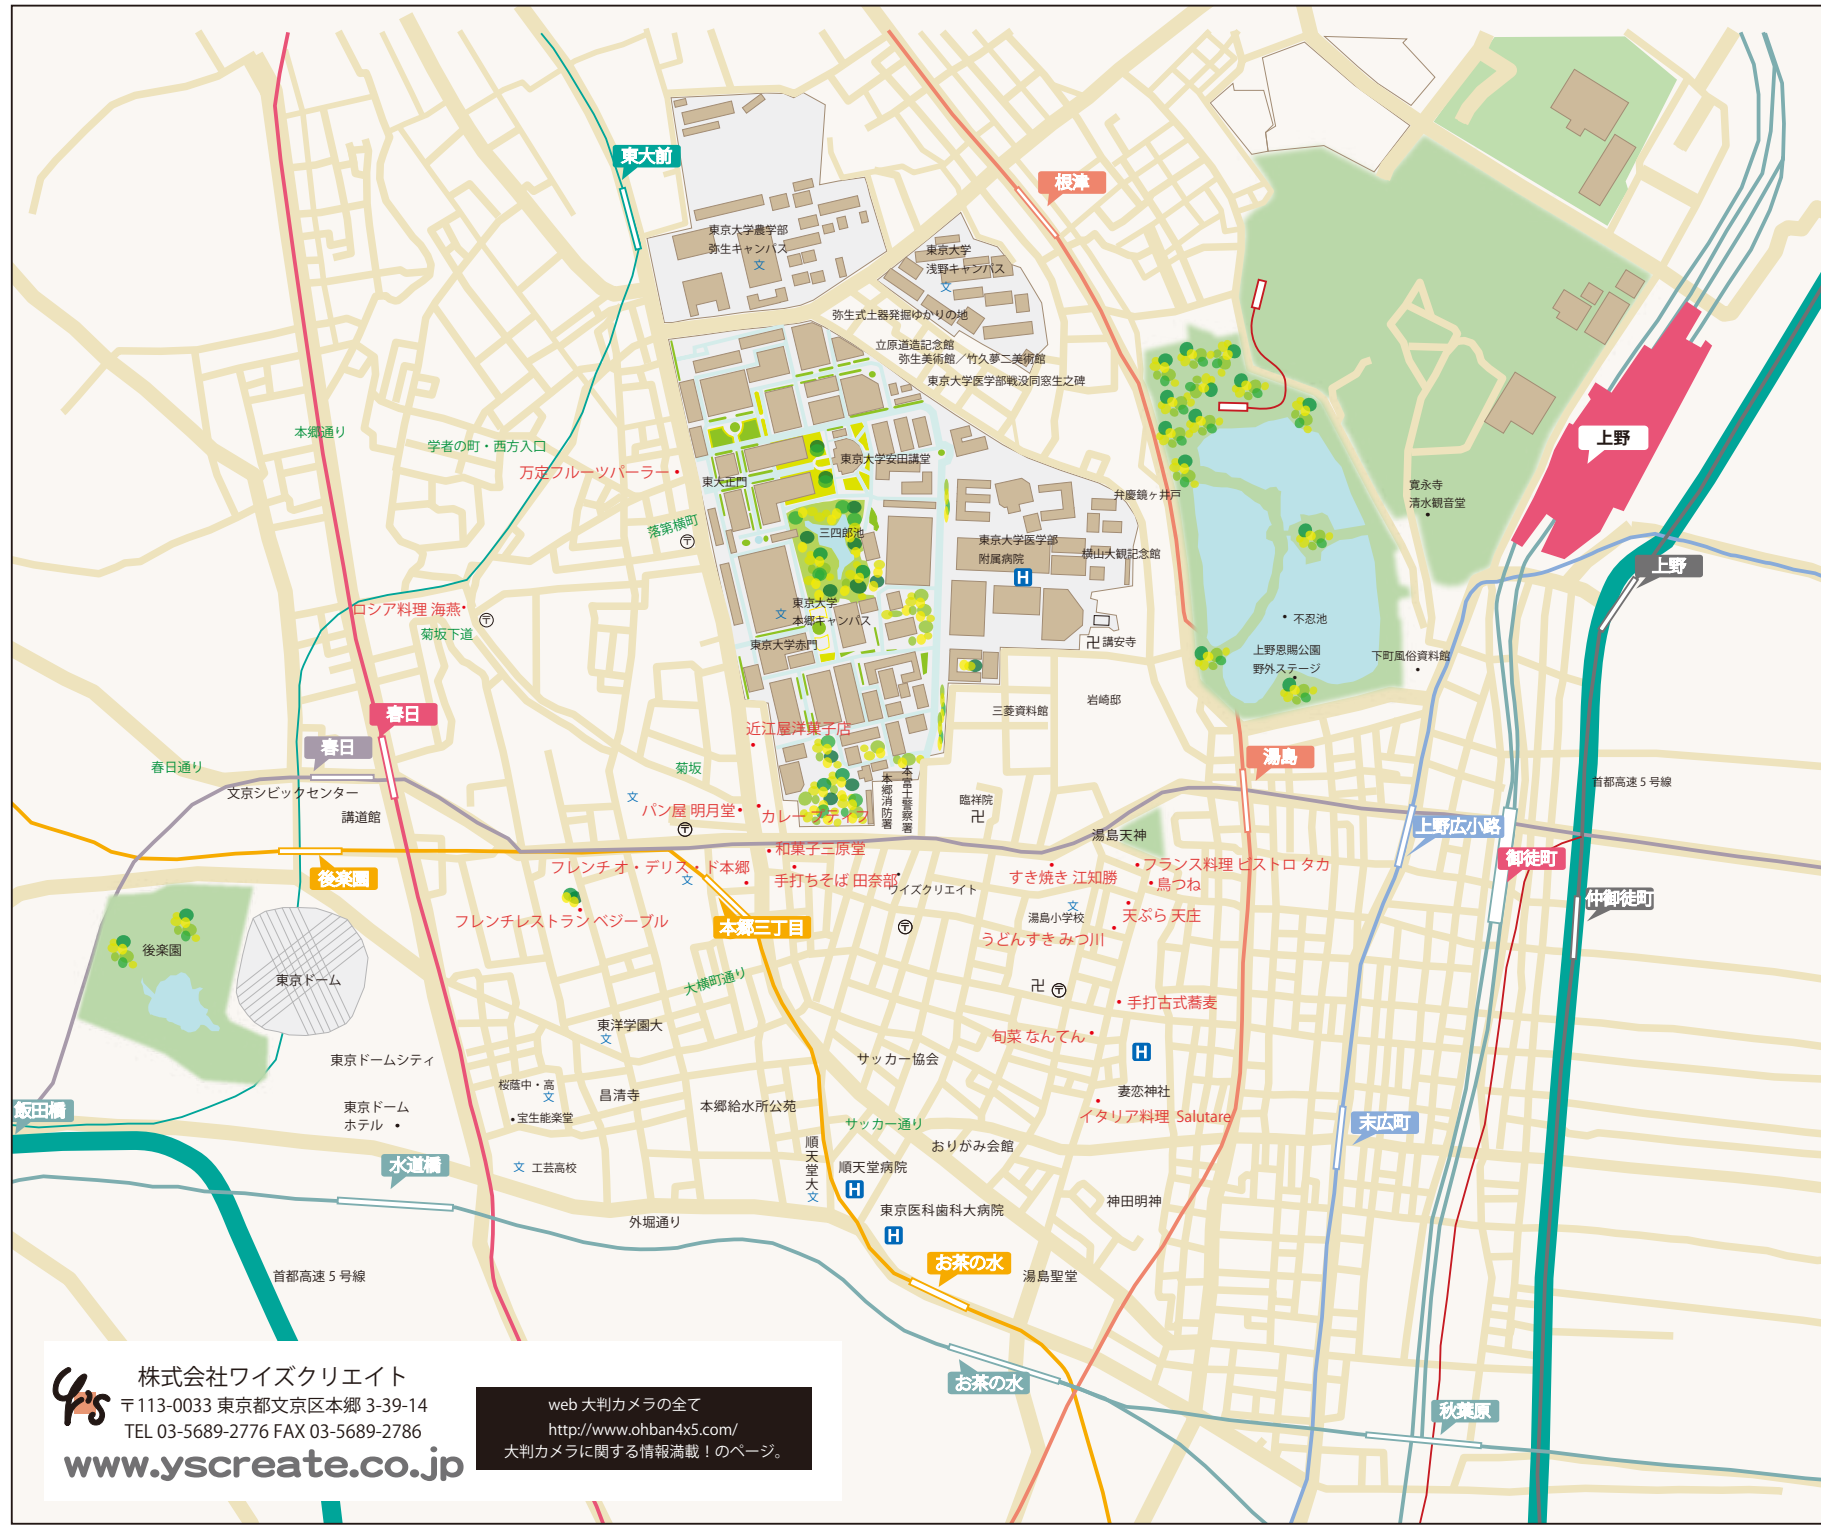 東大前
根津
東京大学農学部
弥生キャンパス
文
東京大学
浅野キャンパス
文
弥生式土器発掘ゆかりの地
立原道造記念館
弥生美術館／竹久夢二美術館
東京大学医学部戦没同窓生之碑
本郷通り
学者の町・西方入口
万定フルーツパーラー
東大正門
東京大学安田講堂
上野
寛永寺
清水観音堂
弁慶鏡ヶ井戸
落第横町
〒
三四郎池
東京大学医学部
附属病院
H
横山大観記念館
上野
ロシア料理 海燕
〒
菊坂下道
文
東京大学
本郷キャンパス
東京大学赤門
不忍池
卍講安寺
上野恩賜公園
野外ステージ
下町風俗資料館
岩崎邸
三菱資料館
春日
春日
近江屋洋菓子店
湯島
春日通り
菊坂
文京シビックセンター
講道館
文
パン屋 明月堂
〒
本郷消防署
本富士警察署
臨祥院
卍
首都高速５号線
湯島天神
上野広小路
御徒町
後楽園
和菓子三原堂
フレンチ オ・デリス・ド本郷
文
手打ちそば 田奈部
ワイズクリエイト
すき焼き 江知勝
フランス料理 ビストロ タカ
鳥つね
仲御徒町
フレンチレストラン ベジーブル
本郷三丁目
〒
文
湯島小学校
天ぷら 天庄
うどんすき みつ川
後楽園
東京ドーム
大横町通り
卍
〒
手打古式蕎麦
東洋学園大
文
旬菜 なんてん
H
東京ドームシティ
サッカー協会
桜蔭中・高
文
昌清寺
妻恋神社
飯田橋
東京ドーム
ホテル
宝生能楽堂
本郷給水所公苑
サッカー通り
イタリア料理 Salutare
末広町
水道橋
文 工芸高校
順天堂大
文
順天堂病院
H
おりがみ会館
東京医科歯科大病院
H
神田明神
外堀通り
首都高速５号線
お茶の水
湯島聖堂
お茶の水
秋葉原
Y's
株式会社ワイズクリエイト
〒113-0033 東京都文京区本郷 3-39-14
TEL 03-5689-2776 FAX 03-5689-2786
www.yscreate.co.jp
web 大判カメラの全て
http://www.ohban4x5.com/
大判カメラに関する情報満載！のページ。